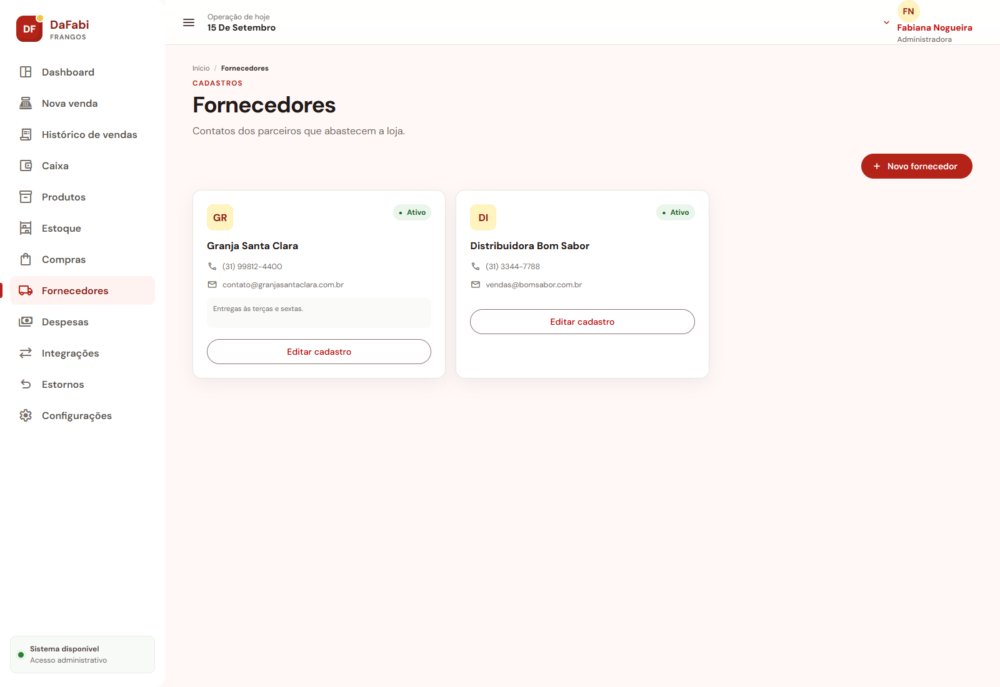 DF
DaFabi
FRANGOS
Dashboard
Nova venda
Histórico de vendas
Caixa
Produtos
Estoque
Compras
Fornecedores
Despesas
Integrações
Estornos
Configurações
Sistema disponível
Acesso administrativo
Operação de hoje
15 De Setembro
FN
Fabiana Nogueira
Administradora
Início / Fornecedores
CADASTROS
Fornecedores
Contatos dos parceiros que abastecem a loja.
+ Novo fornecedor
GR
• Ativo
Granja Santa Clara
(31) 99812-4400
contato@granjasantaclara.com.br
Entregas às terças e sextas.
Editar cadastro
DI
• Ativo
Distribuidora Bom Sabor
(31) 3344-7788
vendas@bomsabor.com.br
Editar cadastro